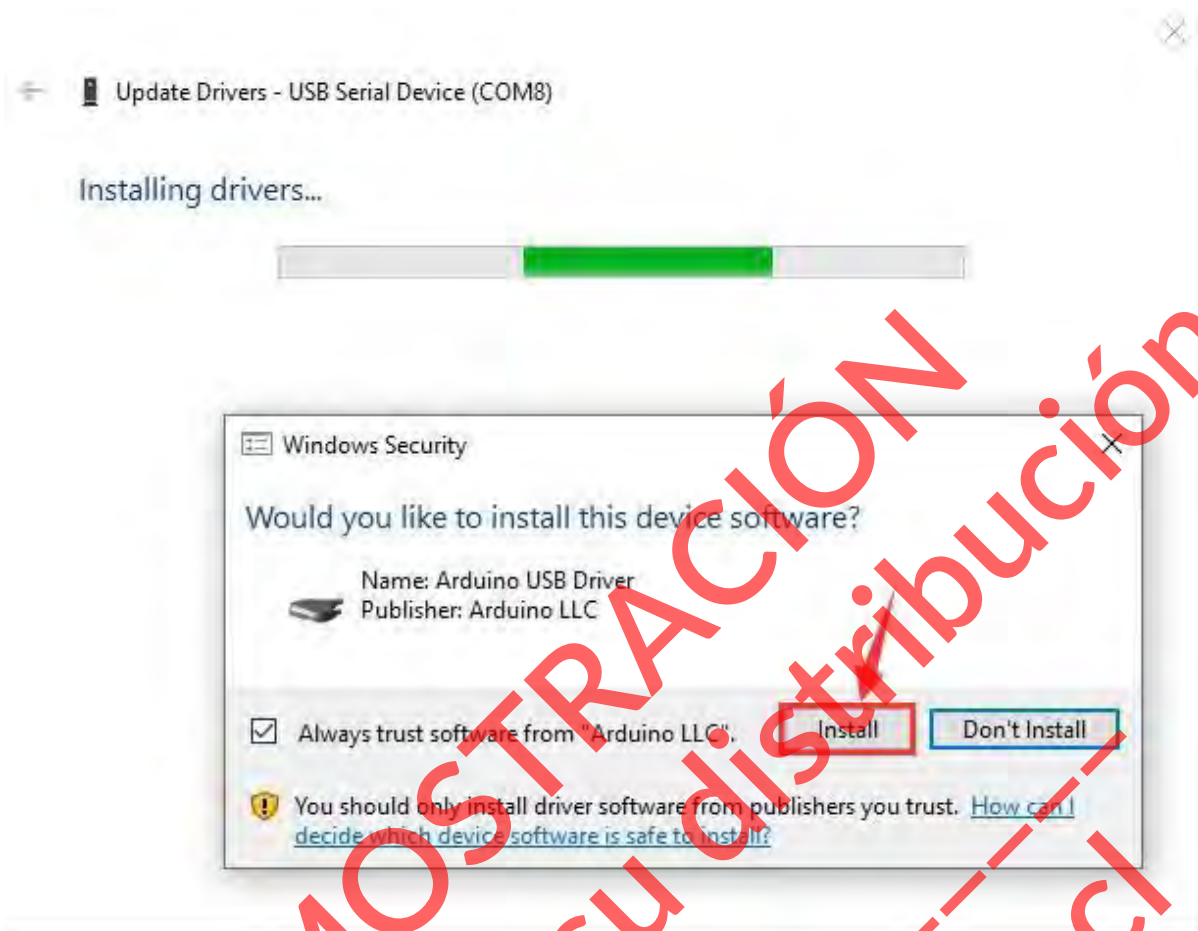 Update Drivers - USB Serial Device (COM8)
Installing drivers...
Windows Security
Would you like to install this device software?
Name: Arduino USB Driver
Publisher: Arduino LLC
Always trust software from "Arduino LLC".
Install
Don't Install
You should only install driver software from publishers you trust. How can I
decide which device software is safe to install?
MOSTRACIÓN
su distribución
cl